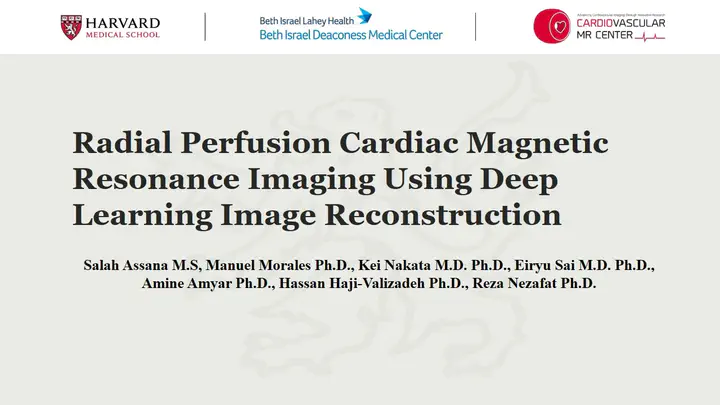 HARVARD
MEDICAL SCHOOL
Beth Israel Lahey Health
Beth Israel Deaconess Medical Center
CARDIOVASCULAR
MR CENTER
Radial Perfusion Cardiac Magnetic
Resonance Imaging Using Deep
Learning Image Reconstruction
Salah Assana M.S, Manuel Morales Ph.D., Kei Nakata M.D. Ph.D., Eiryu Sai M.D. Ph.D.,
Amine Amyar Ph.D., Hassan Haji-Valizadeh Ph.D., Reza Nezafat Ph.D.